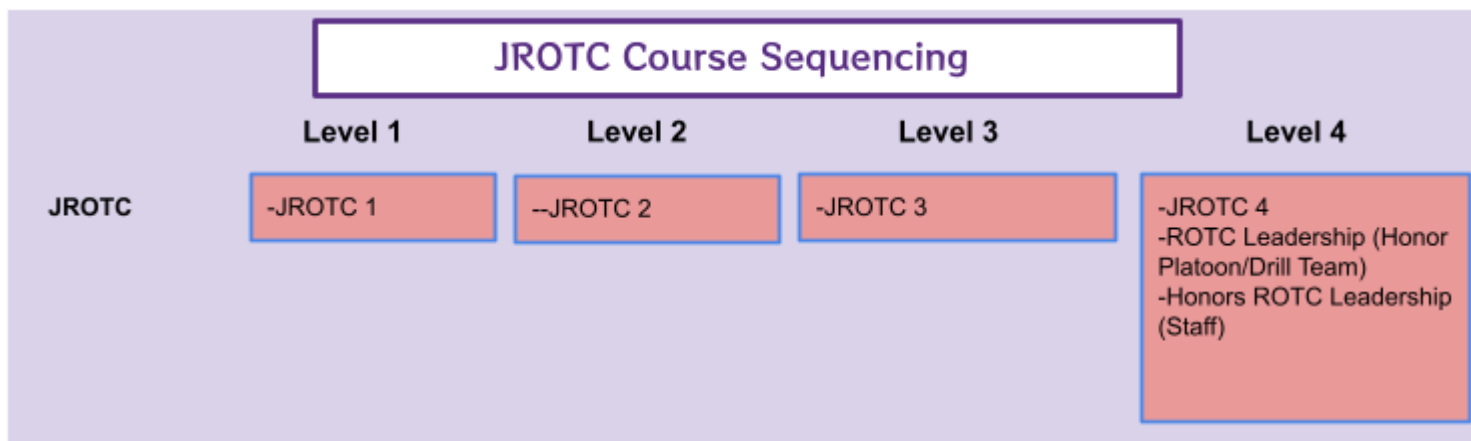 JROTC Course Sequencing
Level 1
Level 2
Level 3
Level 4
JROTC
-JROTC 1
--JROTC 2
-JROTC 3
-JROTC 4
-ROTC Leadership (Honor
Platoon/Drill Team)
-Honors ROTC Leadership
(Staff)